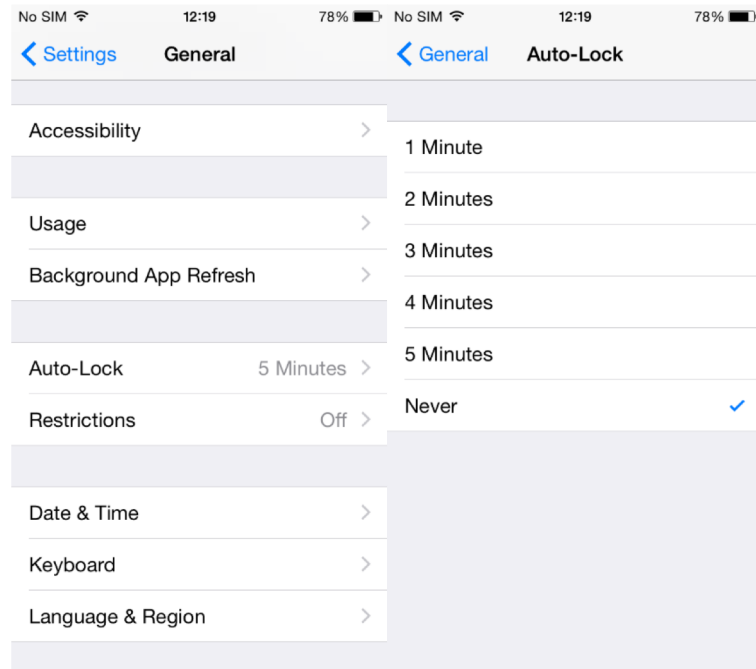 No SIM 12:19 78%
Settings General
Accessibility
Usage
Background App Refresh
Auto-Lock 5 Minutes
Restrictions Off
Date & Time
Keyboard
Language & Region
No SIM 12:19 78%
General Auto-Lock
1 Minute
2 Minutes
3 Minutes
4 Minutes
5 Minutes
Never